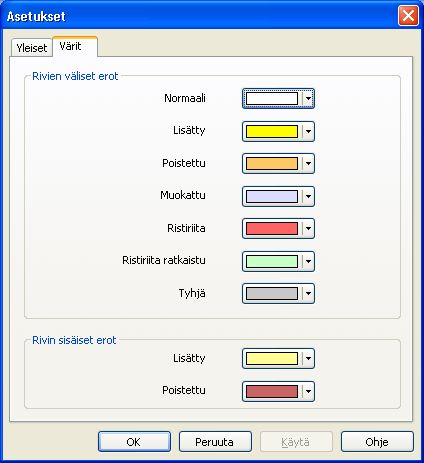 Asetukset
Yleiset
Värit
Rivien väliset erot
Normaali
Lisätty
Poistettu
Muokattu
Ristiriita
Ristiriita ratkaistu
Tyhjä
Rivin sisäiset erot
Lisätty
Poistettu
OK
Peruuta
Käytä
Ohje